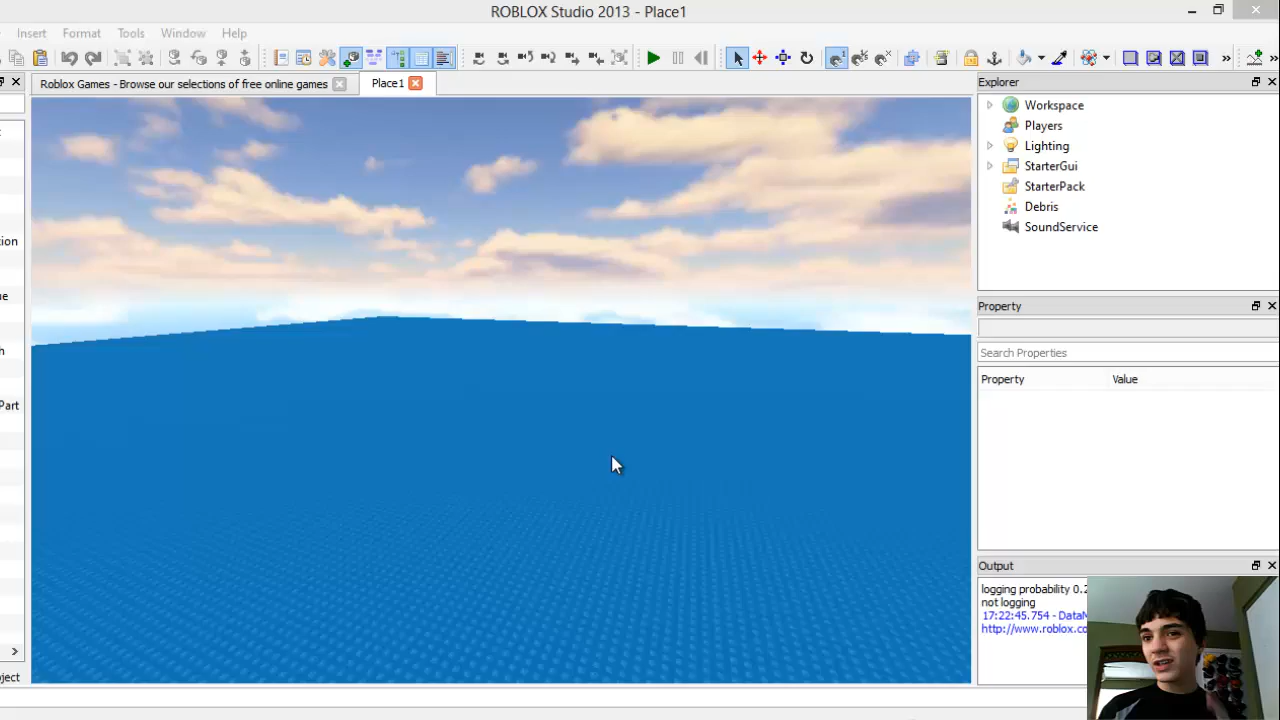 ROBLOX Studio 2013 - Place1
Insert Format Tools Window Help
Roblox Games - Browse our selections of free online games
Place1
Explorer
Workspace
Players
Lighting
StarterGui
StarterPack
Debris
SoundService
Property
Search Properties
Property Value
Output
logging probability 0.2
not logging
17:22:45.754 - DataM
http://www.roblox.co
Part